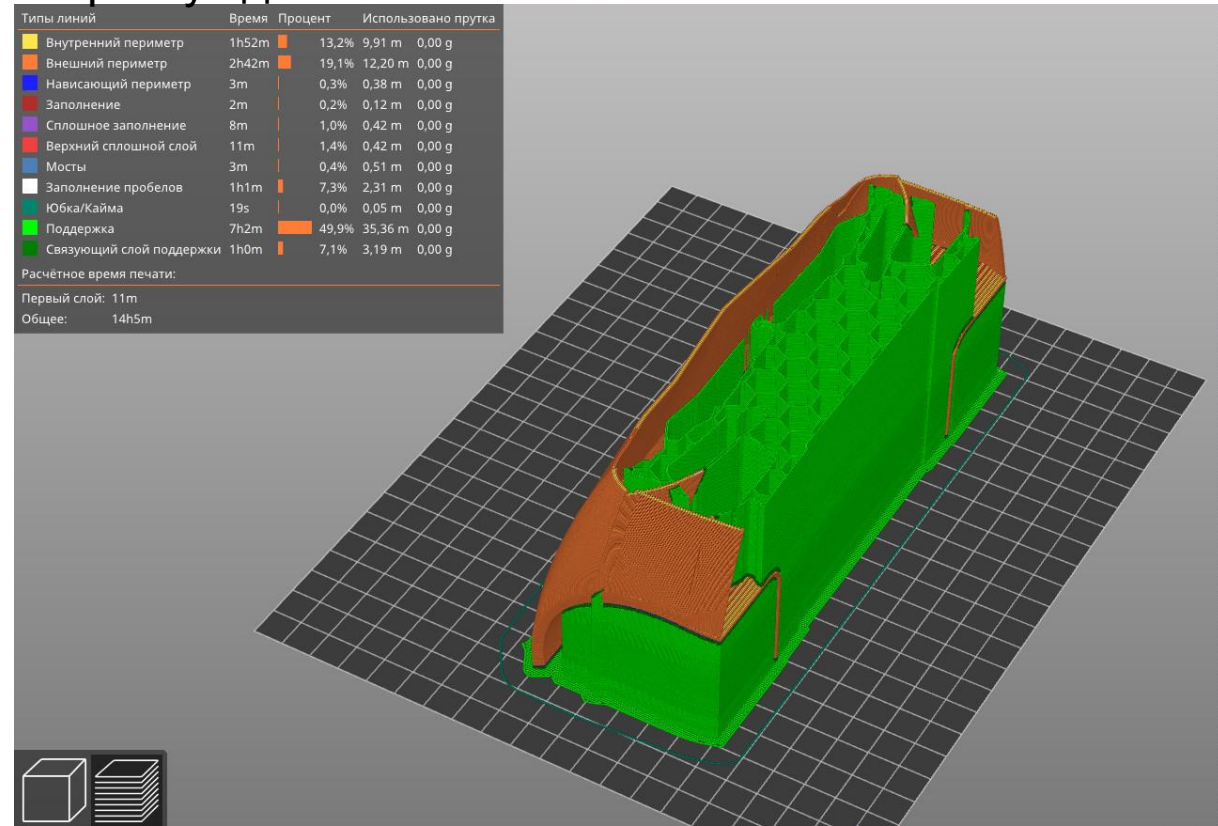 Типы линий Время Процент Использовано прутка
Внутренний периметр 1h52m 13,2% 9,91 m 0,00 g
Внешний периметр 2h42m 19,1% 12,20 m 0,00 g
Нависающий периметр 3m 0,3% 0,38 m 0,00 g
Заполнение 2m 0,2% 0,12 m 0,00 g
Сплошное заполнение 8m 1,0% 0,42 m 0,00 g
Верхний сплошной слой 11m 1,4% 0,42 m 0,00 g
Мосты 3m 0,4% 0,51 m 0,00 g
Заполнение пробелов 1h1m 7,3% 2,31 m 0,00 g
Юбка/Кайма 19s 0,0% 0,05 m 0,00 g
Поддержка 7h2m 49,9% 35,36 m 0,00 g
Связующий слой поддержки 1h0m 7,1% 3,19 m 0,00 g
Расчётное время печати:
Первый слой: 11m
Общее: 14h5m